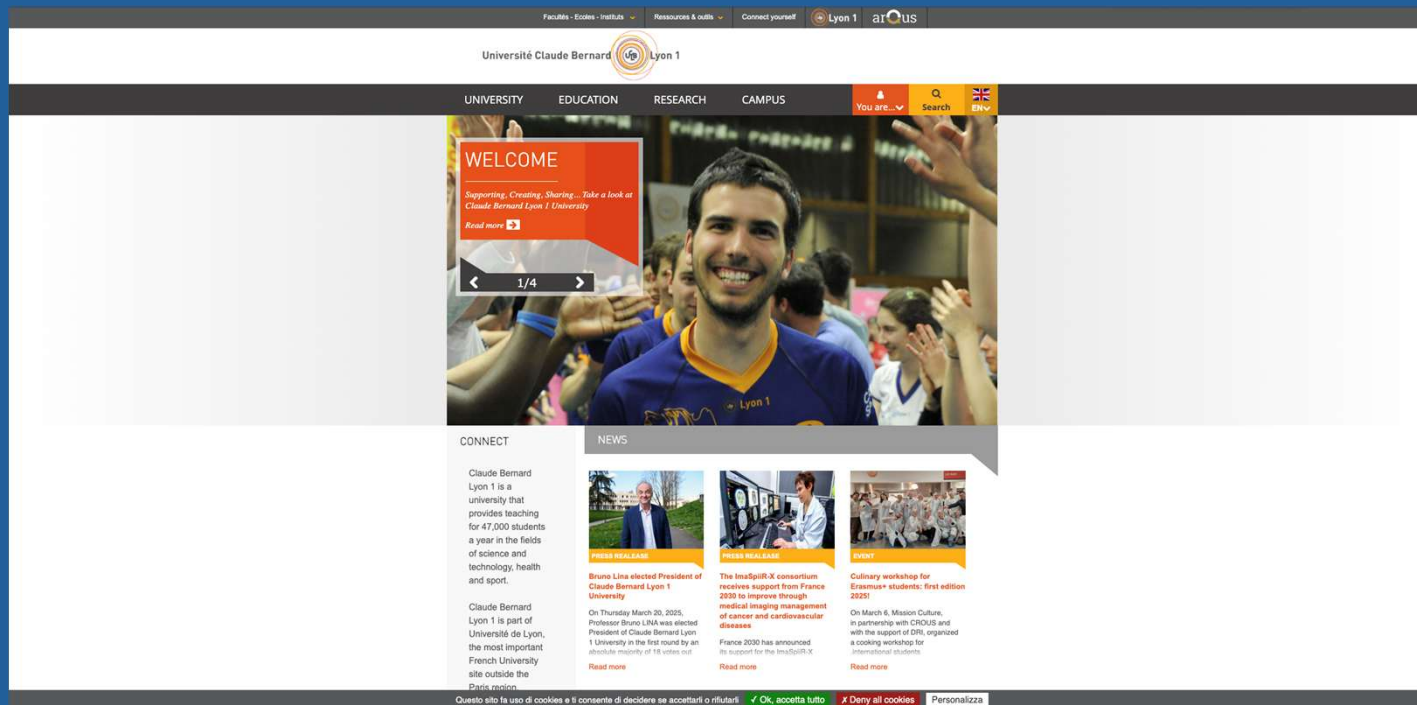 Facultés - Ecoles - Instituts
Ressources & outils
Connect yourself
Lyon 1
arQus
Université Claude Bernard Lyon 1
UNIVERSITY
EDUCATION
RESEARCH
CAMPUS
You are...
Search
EN
WELCOME
Supporting, Creating, Sharing... Take a look at
Claude Bernard Lyon 1 University
Read more
1/4
Lyon 1
CONNECT
Claude Bernard
Lyon 1 is a
university that
provides teaching
for 47,000 students
a year in the fields
of science and
technology, health
and sport.
Claude Bernard
Lyon 1 is part of
Université de Lyon,
the most important
French University
site outside the
Paris region.
NEWS
PRESS REALEASE
Bruno Lina elected President of
Claude Bernard Lyon 1
University
On Thursday March 20, 2025,
Professor Bruno LINA was elected
President of Claude Bernard Lyon
1 University in the first round by an
absolute majority of 18 votes out
Read more
PRESS REALEASE
The ImaSpiiR-X consortium
receives support from France
2030 to improve through
medical imaging management
of cancer and cardiovascular
diseases
France 2030 has announced
its support for the ImaSpiiR-X
Read more
EVENT
Culinary workshop for
Erasmus+ students: first edition
2025!
On March 6, Mission Culture,
in partnership with CROUS and
with the support of DRI, organized
a cooking workshop for
international students
Read more
Questo sito fa uso di cookies e ti consente di decidere se accettarli o rifiutarli
✓ Ok, accetta tutto
✗ Deny all cookies
Personalizza